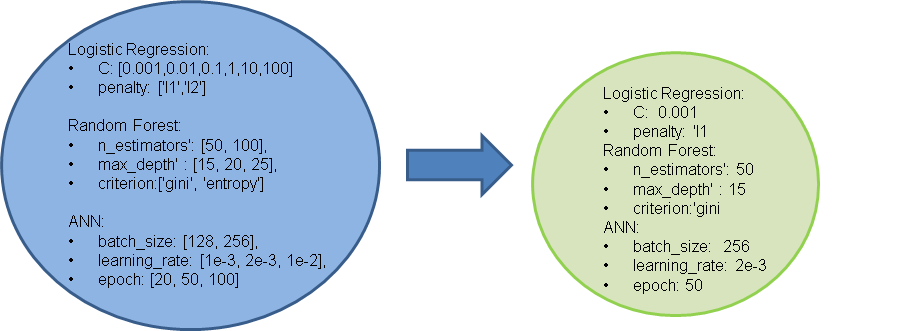 Logistic Regression:
• C: [0.001,0.01,0.1,1,10,100]
• penalty: ['l1','l2']
Random Forest:
• n_estimators': [50, 100],
• max_depth' : [15, 20, 25],
• criterion:['gini', 'entropy']
ANN:
• batch_size: [128, 256],
• learning_rate: [1e-3, 2e-3, 1e-2],
• epoch: [20, 50, 100]
Logistic Regression:
• C: 0.001
• penalty: 'l1
Random Forest:
• n_estimators': 50
• max_depth' : 15
• criterion:'gini
ANN:
• batch_size: 256
• learning_rate: 2e-3
• epoch: 50